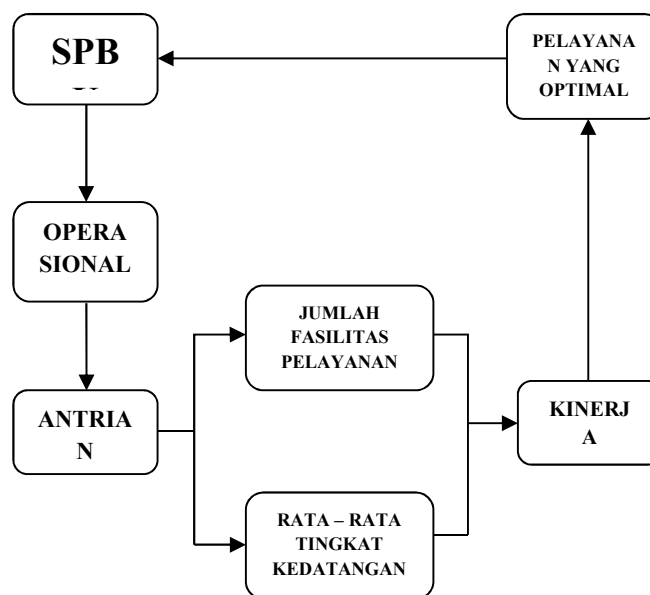 SPB
PELAYANA
N YANG
OPTIMAL
OPERA
SIONAL
JUMLAH
FASILITAS
PELAYANAN
ANTRIA
N
KINERJ
A
RATA – RATA
TINGKAT
KEDATANGAN